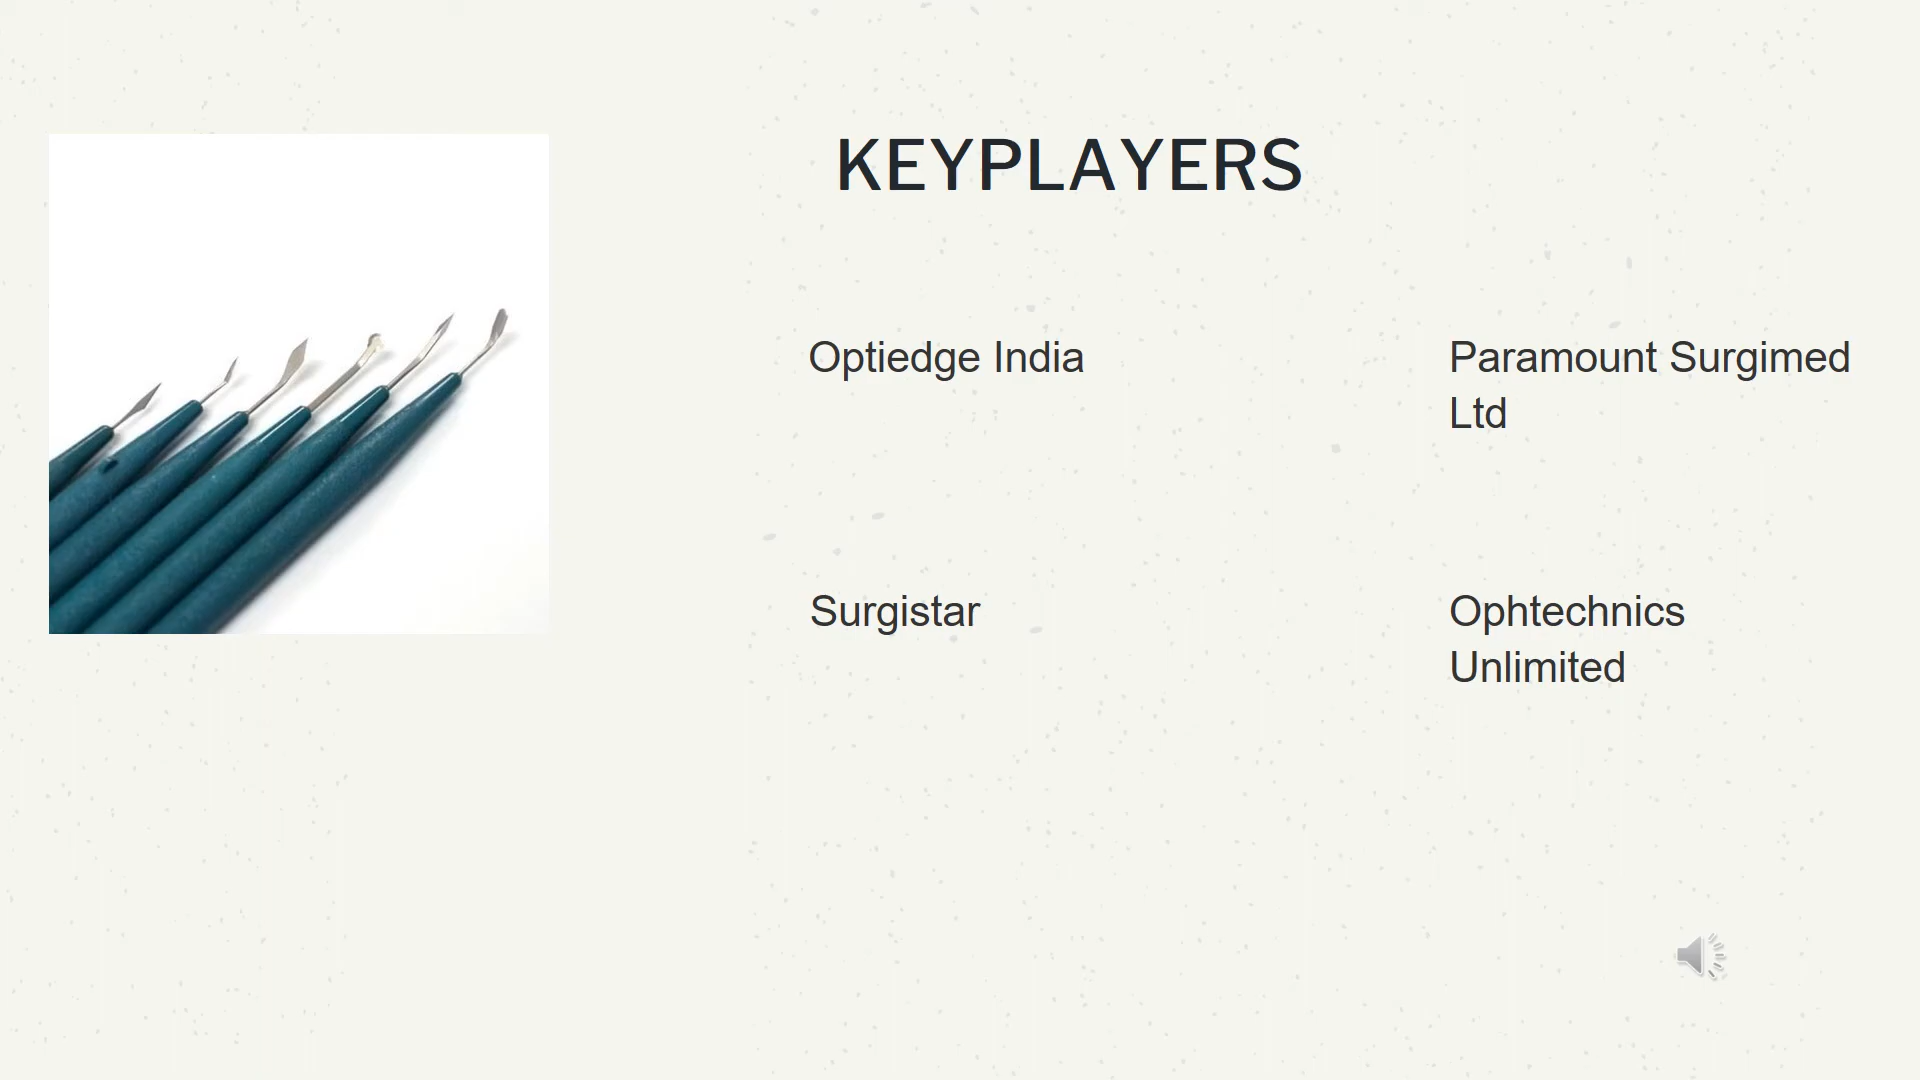 KEYPLAYERS
Optiedge India
Paramount Surgimed
Ltd
Surgistar
Ophtechnics
Unlimited